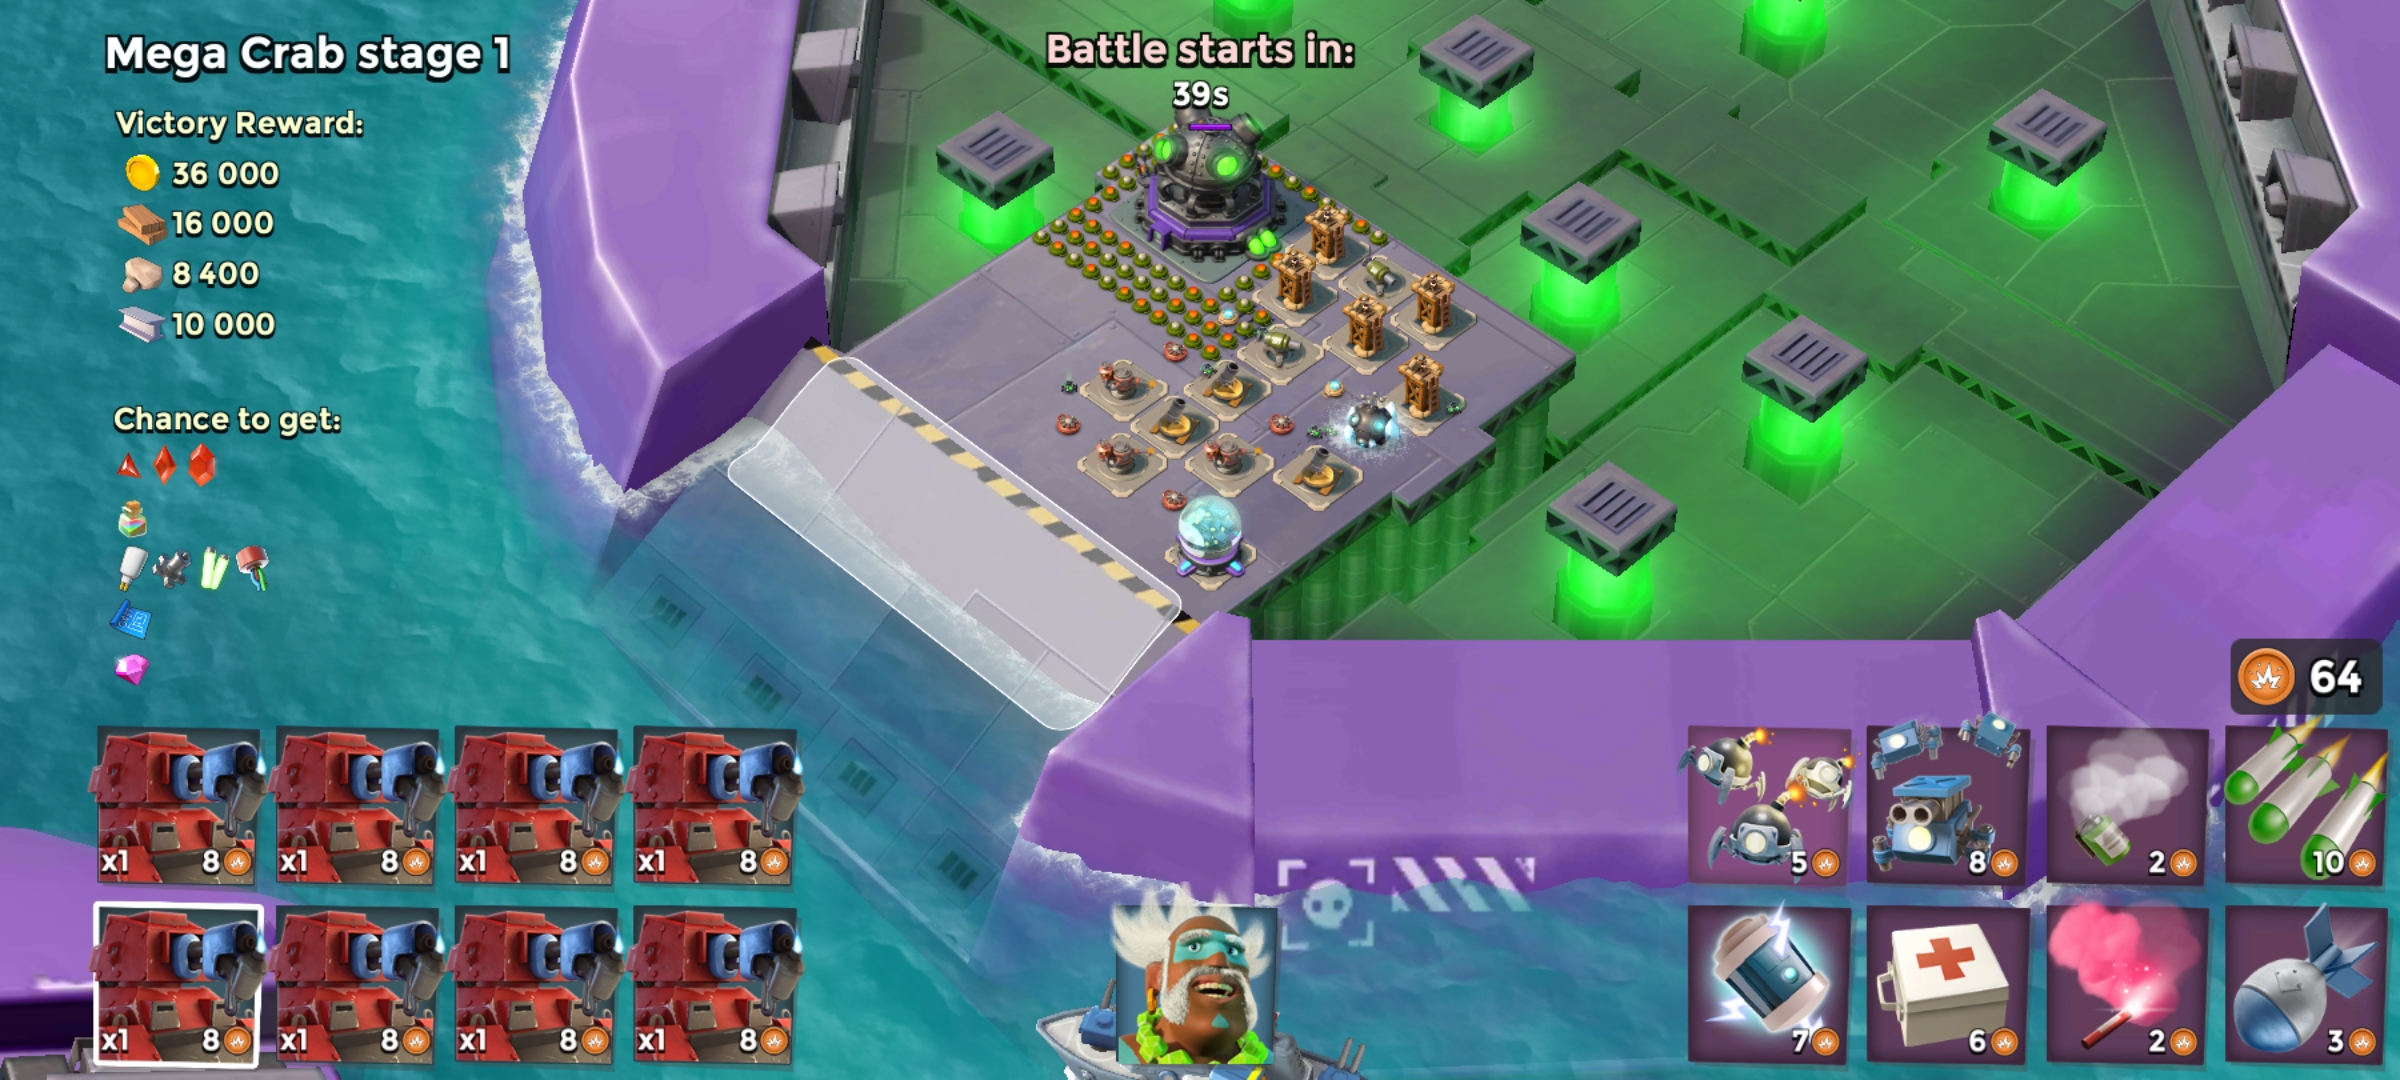 Mega Crab stage 1
Battle starts in:
39s
Victory Reward:
36 000
16 000
8 400
10 000
Chance to get:
64
x1 8
x1 8
x1 8
x1 8
5
8
2
10
x1 8
x1 8
x1 8
x1 8
7
6
2
3